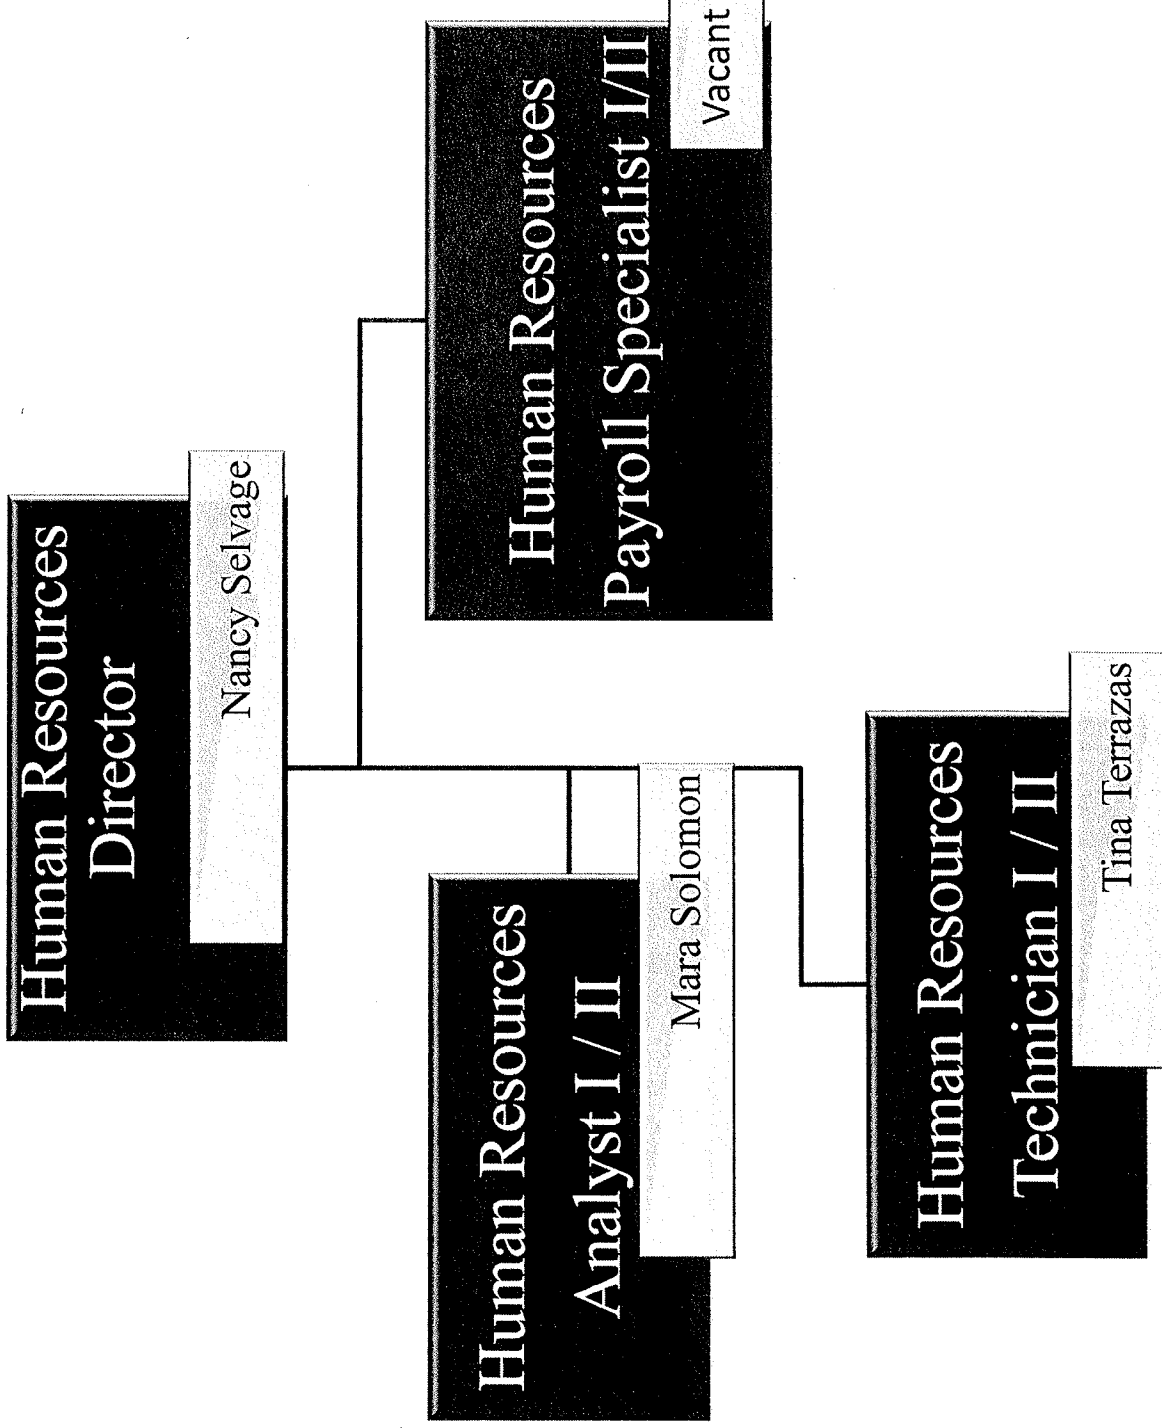 Human Resources
Director
Nancy Selvage
Human Resources
Analyst I / II
Mara Solomon
Human Resources
Payroll Specialist I/II
Vacant
Human Resources
Technician I / II
Tina Terrazas